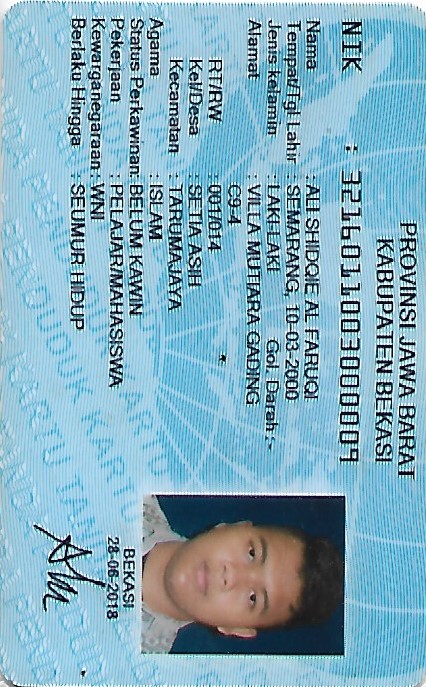 PROVINSI JAWA BARAT
KABUPATEN BEKASI
NIK : 3216011003000009
Nama : ALI SHIDQIE AL FARUQI
Tempat/Tgl Lahir : SEMARANG, 10-03-2000
Jenis kelamin : LAKI-LAKI Gol. Darah :-
Alamat : VILLA MUTIARA GADING
C9-4
RT/RW : 001/014
Kel/Desa : SETIA ASIH
Kecamatan : TARUMAJAYA
Agama : ISLAM
Status Perkawinan: BELUM KAWIN
Pekerjaan : PELAJAR/MAHASISWA
Kewarganegaraan: WNI
Berlaku Hingga : SEUMUR HIDUP
BEKASI
28-06-2018